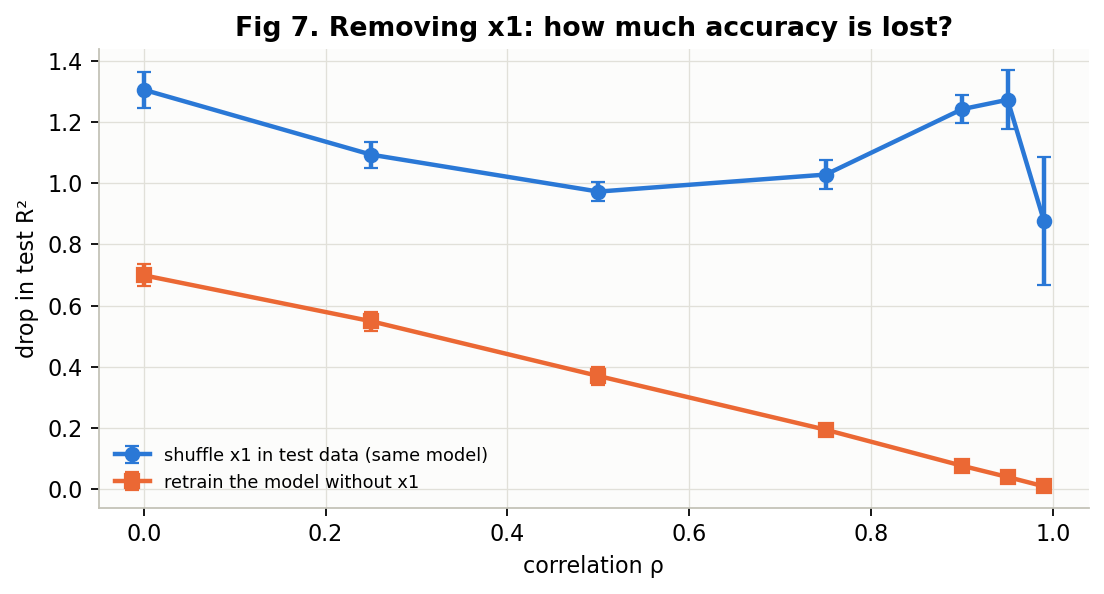 Fig 7. Removing x1: how much accuracy is lost?
drop in test R²
1.4
1.2
1.0
0.8
0.6
0.4
0.2
0.0
shuffle x1 in test data (same model)
retrain the model without x1
0.0 0.2 0.4 0.6 0.8 1.0
correlation ρ